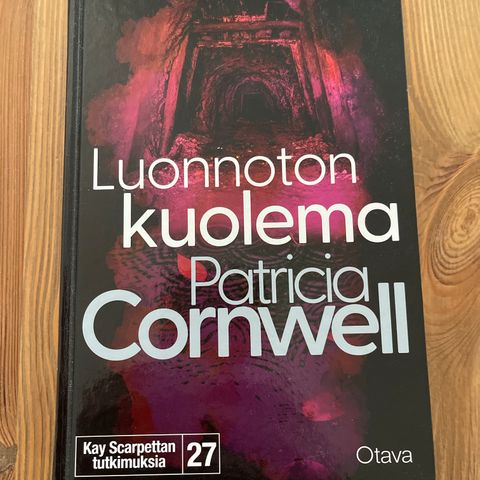 Luonnoton
kuolema
Patricia
Cornwell
Kay Scarpettan
tutkimuksia
27
Otava